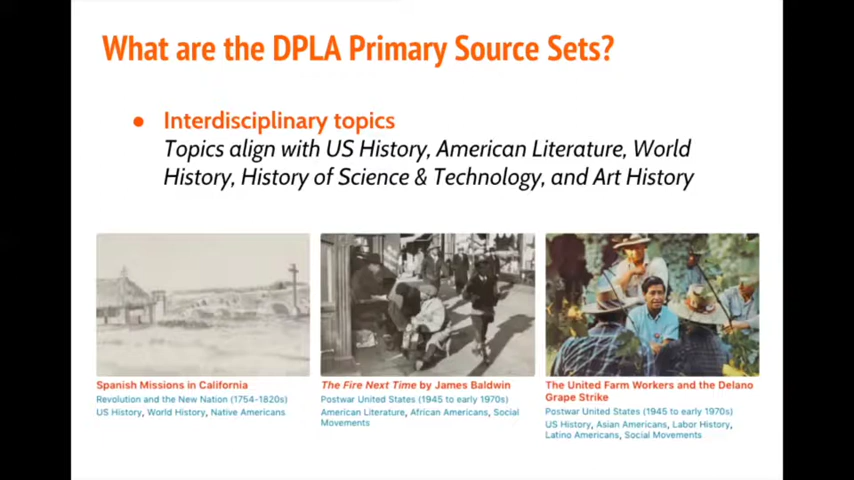 What are the DPLA Primary Source Sets?
● Interdisciplinary topics
Topics align with US History, American Literature, World
History, History of Science & Technology, and Art History
Spanish Missions in California
Revolution and the New Nation (1754-1820s)
US History, World History, Native Americans
The Fire Next Time by James Baldwin
Postwar United States (1945 to early 1970s)
American Literature, African Americans, Social
Movements
The United Farm Workers and the Delano
Grape Strike
Postwar United States (1945 to early 1970s)
US History, Asian Americans, Labor History,
Latino Americans, Social Movements